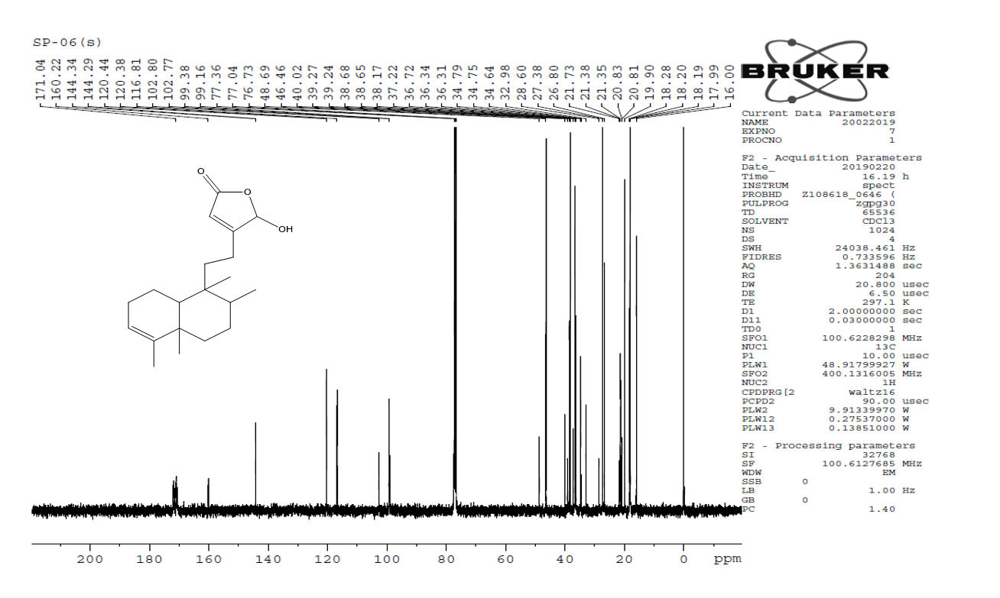 SP-06(s)
171.04
160.22
144.34
144.29
120.44
120.38
116.81
102.80
102.77
99.38
99.16
77.36
77.04
76.73
48.69
46.46
40.02
39.27
39.24
38.68
38.65
38.17
37.22
36.72
36.34
36.31
34.79
34.75
34.64
32.98
28.60
27.38
26.80
21.73
21.38
21.35
20.83
20.81
19.90
18.28
18.20
18.19
17.99
16.00
BRUKER
Current Data Parameters
NAME 20022019
EXPNO 7
PROCNO 1
F2 - Acquisition Parameters
Date_ 20190220
Time 16.19 h
INSTRUM spect
PROBHD Z108618_0646 (
PULPROG zgpg30
TD 65536
SOLVENT CDCl3
NS 1024
DS 4
SWH 24038.461 Hz
FIDRES 0.733596 Hz
AQ 1.3631488 sec
RG 204
DW 20.800 usec
DE 6.50 usec
TE 297.1 K
D1 2.00000000 sec
D11 0.03000000 sec
TD0 1
SFO1 100.6228298 MHz
NUC1 13C
P1 10.00 usec
PLW1 48.91799927 W
SFO2 400.1316005 MHz
NUC2 1H
CPDPRG[2 waltz16
PCPD2 90.00 usec
PLW2 9.91339970 W
PLW12 0.27537000 W
PLW13 0.13851000 W
F2 - Processing parameters
SI 32768
SF 100.6127685 MHz
WDW EM
SSB 0
LB 1.00 Hz
GB 0
PC 1.40
O
O
OH
200 180 160 140 120 100 80 60 40 20 0 ppm